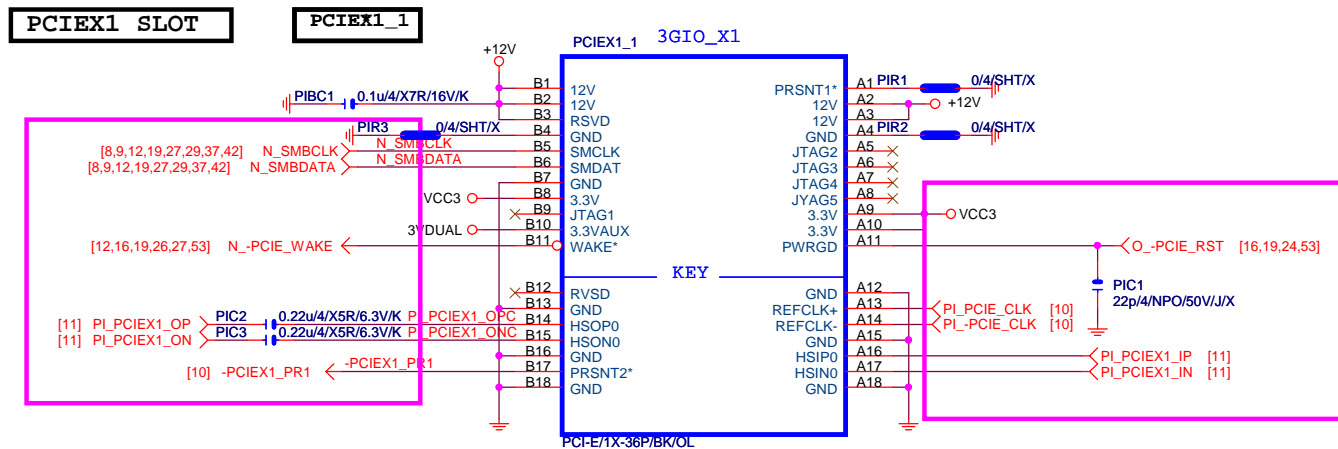 PCIEX1 SLOT
PCIEX1_1
PCIEX1_1 3GIO_X1
+12V
B1 12V PRSNT1* A1 PIR1 0/4/SHT/X
PIBC1 0.1u/4/X7R/16V/K B2 12V 12V A2 +12V
B3 RSVD 12V A3
PIR3 0/4/SHT/X B4 GND GND A4 PIR2 0/4/SHT/X
[8,9,12,19,27,29,37,42] N_SMBCLK N_SMBCLK B5 SMCLK JTAG2 A5
[8,9,12,19,27,29,37,42] N_SMBDATA N_SMBDATA B6 SMDAT JTAG3 A6
B7 GND JTAG4 A7
VCC3 B8 3.3V JYAG5 A8
B9 JTAG1 3.3V A9 VCC3
3VDUAL B10 3.3VAUX 3.3V A10
[12,16,19,26,27,53] N_-PCIE_WAKE B11 WAKE* PWRGD A11 O_-PCIE_RST [16,19,24,53]
KEY
PIC1
22p/4/NPO/50V/J/X
B12 RVSD GND A12
B13 GND REFCLK+ A13 PI_PCIE_CLK [10]
[11] PI_PCIEX1_OP PIC2 0.22u/4/X5R/6.3V/K PI_PCIEX1_OPC B14 HSOP0 REFCLK- A14 PI_-PCIE_CLK [10]
[11] PI_PCIEX1_ON PIC3 0.22u/4/X5R/6.3V/K PI_PCIEX1_ONC B15 HSON0 GND A15
B16 GND HSIP0 A16 PI_PCIEX1_IP [11]
[10] -PCIEX1_PR1 -PCIEX1_PR1 B17 PRSNT2* HSIN0 A17 PI_PCIEX1_IN [11]
B18 GND GND A18
PCI-E/1X-36P/BK/OL